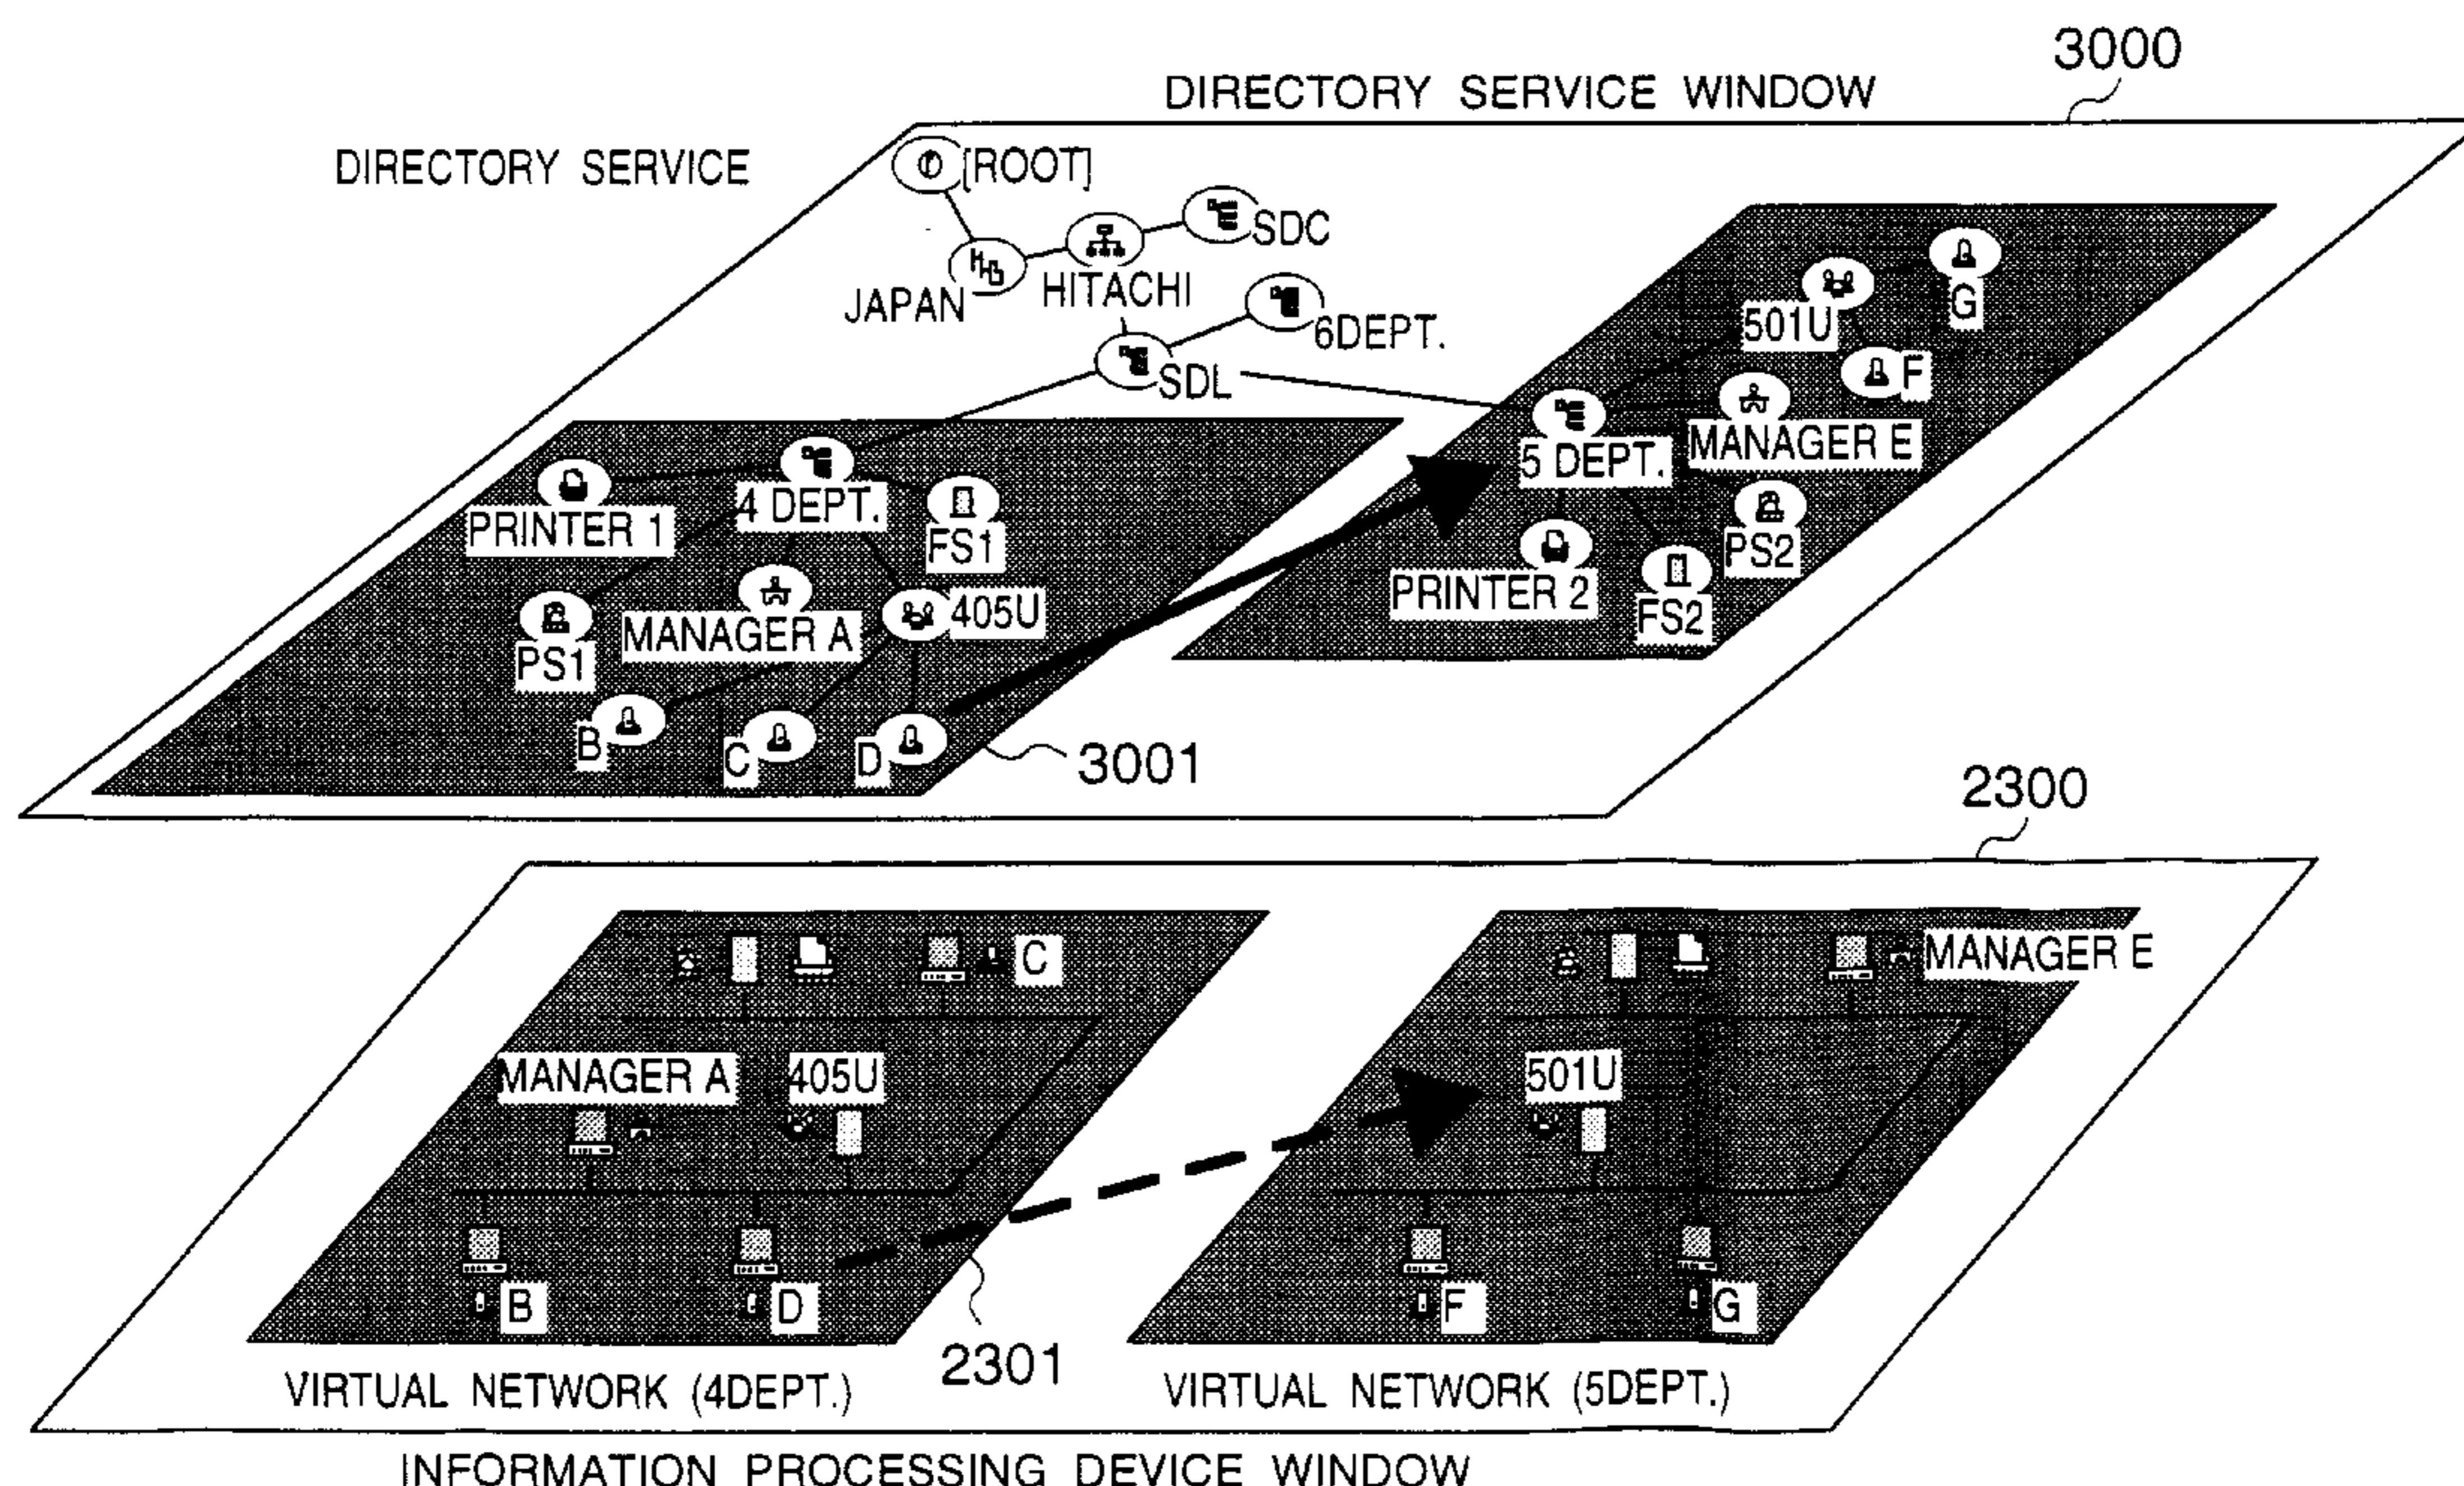 3000
DIRECTORY SERVICE WINDOW
DIRECTORY SERVICE
[ROOT]
SDC
JAPAN
HITACHI
6DEPT.
SDL
G
501U
F
5 DEPT.
MANAGER E
PRINTER 1
4 DEPT.
FS1
PS2
PRINTER 2
FS2
PS1
MANAGER A
405U
B
C
D
3001
2300
C
MANAGER E
MANAGER A
405U
501U
B
D
F
G
2301
VIRTUAL NETWORK (4DEPT.)
VIRTUAL NETWORK (5DEPT.)
INFORMATION PROCESSING DEVICE WINDOW